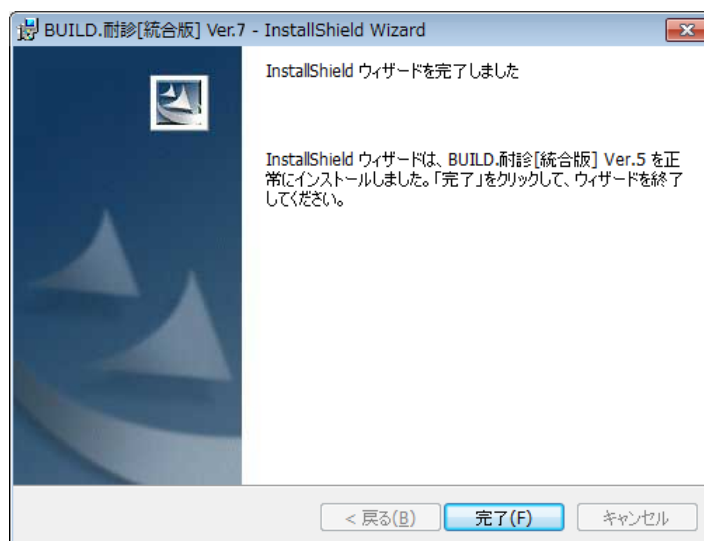 BUILD.耐診[統合版] Ver.7 - InstallShield Wizard
InstallShield ウィザードを完了しました
InstallShield ウィザードは、BUILD.耐診[統合版] Ver.5 を正
常にインストールしました。「完了」をクリックして、ウィザードを終了
してください。
< 戻る(B)
完了(F)
キャンセル